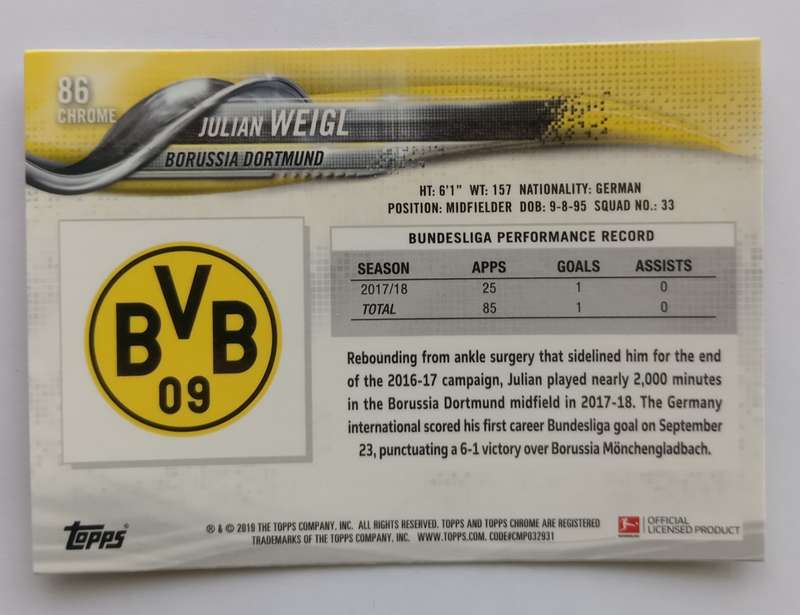 86
CHROME
JULIAN WEIGL
BORUSSIA DORTMUND
HT: 6'1" WT: 157 NATIONALITY: GERMAN
POSITION: MIDFIELDER DOB: 9-8-95 SQUAD NO.: 33
BVB
09
BUNDESLIGA PERFORMANCE RECORD
SEASON APPS GOALS ASSISTS
2017/18 25 1 0
TOTAL 85 1 0
Rebounding from ankle surgery that sidelined him for the end
of the 2016-17 campaign, Julian played nearly 2,000 minutes
in the Borussia Dortmund midfield in 2017-18. The Germany
international scored his first career Bundesliga goal on September
23, punctuating a 6-1 victory over Borussia Mönchengladbach.
topps
® & © 2019 THE TOPPS COMPANY, INC. ALL RIGHTS RESERVED. TOPPS AND TOPPS CHROME ARE REGISTERED
TRADEMARKS OF THE TOPPS COMPANY, INC. WWW.TOPPS.COM. CODE#CMP032931
BUNDESLIGA
OFFICIAL
LICENSED PRODUCT